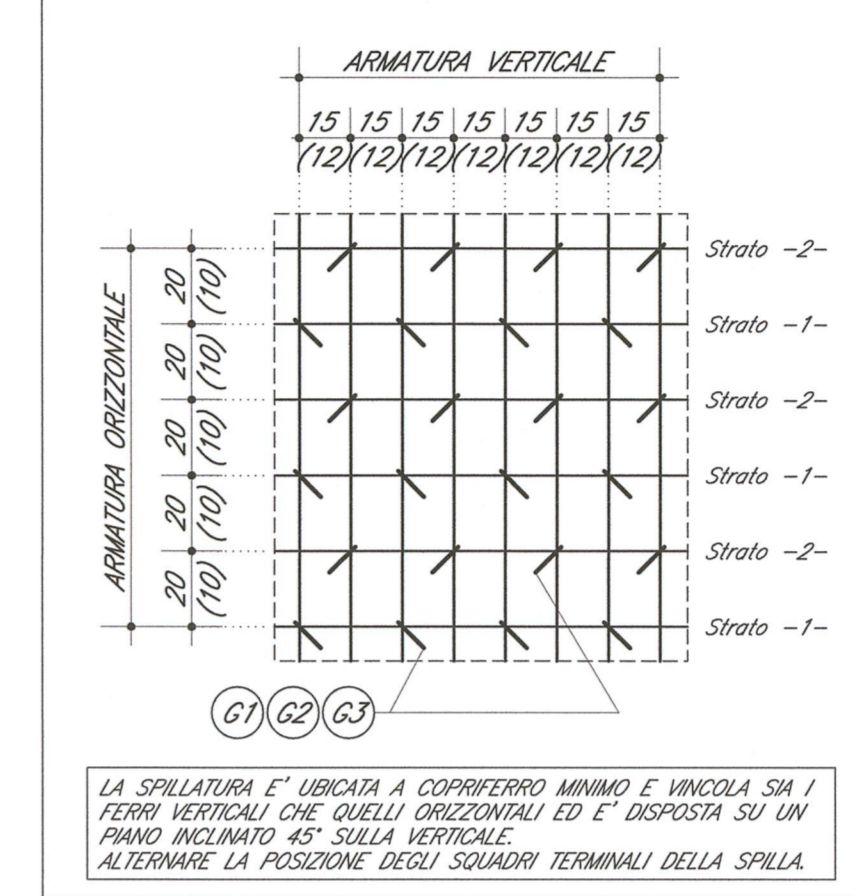 ARMATURA VERTICALE
15 15 15 15 15 15 15
(12) (12) (12) (12) (12) (12) (12)
ARMATURA ORIZZONTALE
20 (10)
20 (10)
20 (10)
20 (10)
20 (10)
Strato -2-
Strato -1-
Strato -2-
Strato -1-
Strato -2-
Strato -1-
G1 G2 G3
LA SPILLATURA E' UBICATA A COPRIFERRO MINIMO E VINCOLA SIA I
FERRI VERTICALI CHE QUELLI ORIZZONTALI ED E' DISPOSTA SU UN
PIANO INCLINATO 45° SULLA VERTICALE.
ALTERNARE LA POSIZIONE DEGLI SQUADRI TERMINALI DELLA SPILLA.